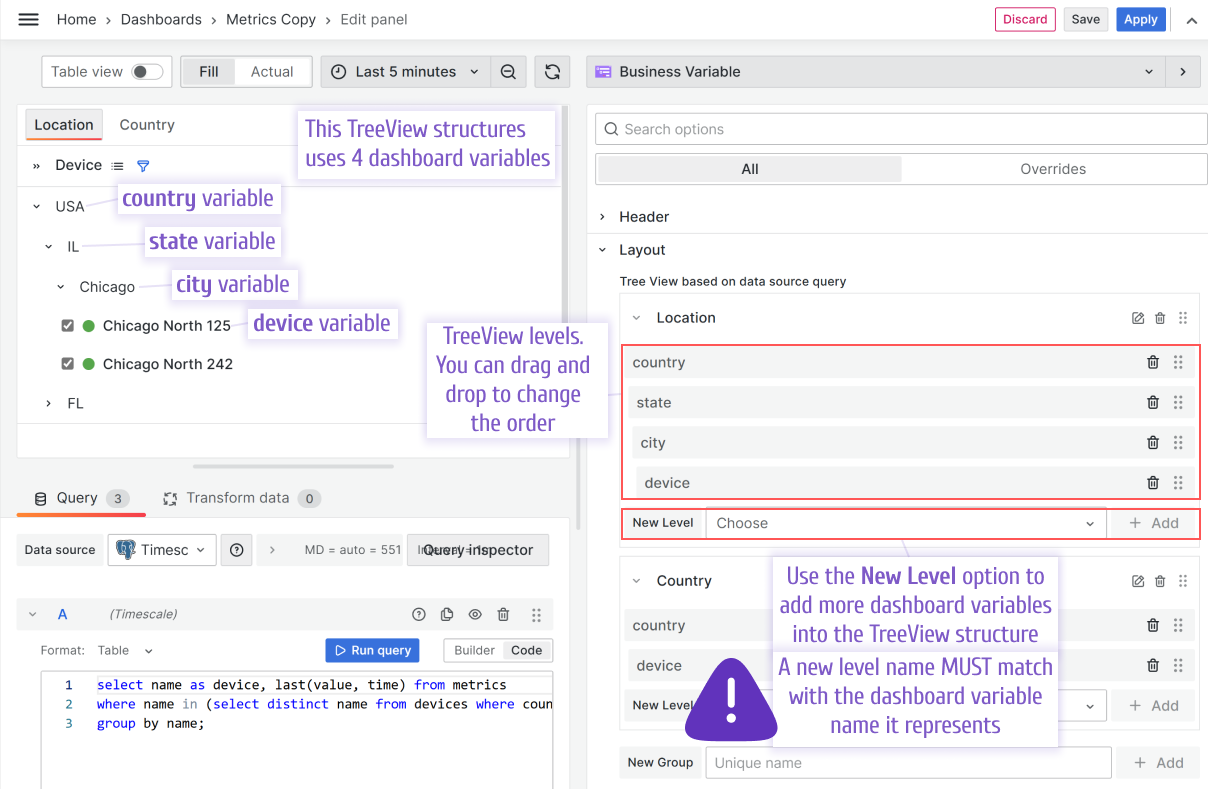 Home › Dashboards › Metrics Copy › Edit panel
Discard
Save
Apply
Table view
Fill
Actual
Last 5 minutes
Business Variable
Location
Country
This TreeView structures
uses 4 dashboard variables
Device
USA
country variable
IL
state variable
Chicago
city variable
Chicago North 125
device variable
Chicago North 242
FL
Search options
All
Overrides
Header
Layout
Tree View based on data source query
Location
TreeView levels.
You can drag and
drop to change
the order
country
state
city
device
New Level
Choose
+ Add
Query 3
Transform data 0
Data source
Timesc
MD = auto = 551
Query inspector
A
(Timescale)
Format: Table
Run query
Builder
Code
1 select name as device, last(value, time) from metrics
2 where name in (select distinct name from devices where coun
3 group by name;
Country
Use the New Level option to
add more dashboard variables
into the TreeView structure
country
device
A new level name MUST match
with the dashboard variable
name it represents
New Level
+ Add
New Group
Unique name
+ Add